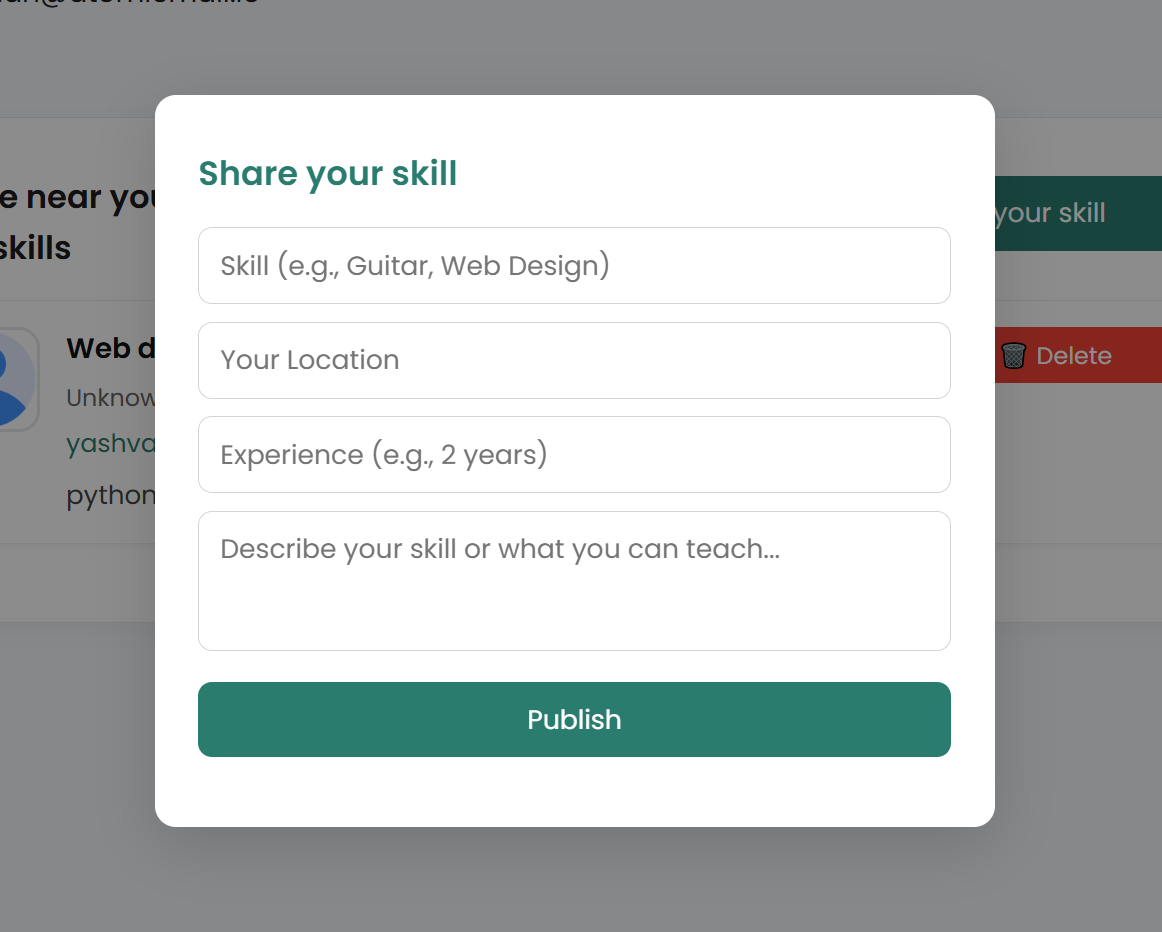 e near you
your skill
skills
Web d
Unknow
yashva
python
Delete
Share your skill
Skill (e.g., Guitar, Web Design)
Your Location
Experience (e.g., 2 years)
Describe your skill or what you can teach...
Publish